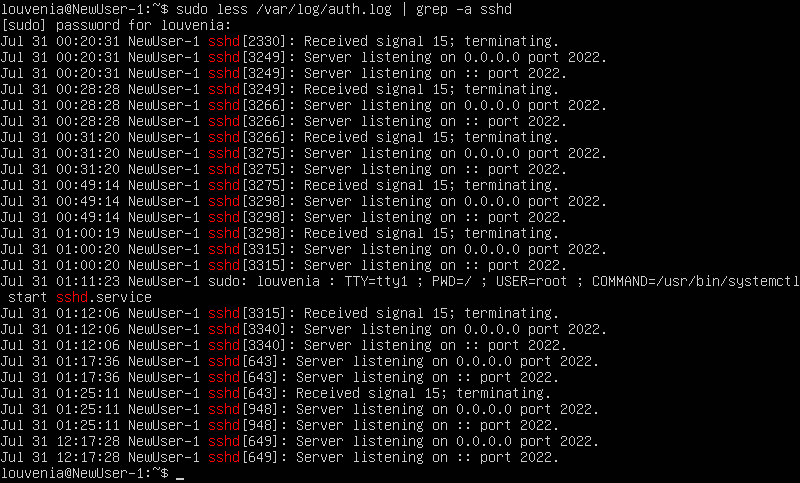 louvenia@NewUser-1:~$ sudo less /var/log/auth.log | grep -a sshd
[sudo] password for louvenia:
Jul 31 00:20:31 NewUser-1 sshd[2330]: Received signal 15; terminating.
Jul 31 00:20:31 NewUser-1 sshd[3249]: Server listening on 0.0.0.0 port 2022.
Jul 31 00:20:31 NewUser-1 sshd[3249]: Server listening on :: port 2022.
Jul 31 00:28:28 NewUser-1 sshd[3249]: Received signal 15; terminating.
Jul 31 00:28:28 NewUser-1 sshd[3266]: Server listening on 0.0.0.0 port 2022.
Jul 31 00:28:28 NewUser-1 sshd[3266]: Server listening on :: port 2022.
Jul 31 00:31:20 NewUser-1 sshd[3266]: Received signal 15; terminating.
Jul 31 00:31:20 NewUser-1 sshd[3275]: Server listening on 0.0.0.0 port 2022.
Jul 31 00:31:20 NewUser-1 sshd[3275]: Server listening on :: port 2022.
Jul 31 00:49:14 NewUser-1 sshd[3275]: Received signal 15; terminating.
Jul 31 00:49:14 NewUser-1 sshd[3298]: Server listening on 0.0.0.0 port 2022.
Jul 31 00:49:14 NewUser-1 sshd[3298]: Server listening on :: port 2022.
Jul 31 01:00:19 NewUser-1 sshd[3298]: Received signal 15; terminating.
Jul 31 01:00:20 NewUser-1 sshd[3315]: Server listening on 0.0.0.0 port 2022.
Jul 31 01:00:20 NewUser-1 sshd[3315]: Server listening on :: port 2022.
Jul 31 01:11:23 NewUser-1 sudo: louvenia : TTY=tty1 ; PWD=/ ; USER=root ; COMMAND=/usr/bin/systemctl
 start sshd.service
Jul 31 01:12:06 NewUser-1 sshd[3315]: Received signal 15; terminating.
Jul 31 01:12:06 NewUser-1 sshd[3340]: Server listening on 0.0.0.0 port 2022.
Jul 31 01:12:06 NewUser-1 sshd[3340]: Server listening on :: port 2022.
Jul 31 01:17:36 NewUser-1 sshd[643]: Server listening on 0.0.0.0 port 2022.
Jul 31 01:17:36 NewUser-1 sshd[643]: Server listening on :: port 2022.
Jul 31 01:25:11 NewUser-1 sshd[643]: Received signal 15; terminating.
Jul 31 01:25:11 NewUser-1 sshd[948]: Server listening on 0.0.0.0 port 2022.
Jul 31 01:25:11 NewUser-1 sshd[948]: Server listening on :: port 2022.
Jul 31 12:17:28 NewUser-1 sshd[649]: Server listening on 0.0.0.0 port 2022.
Jul 31 12:17:28 NewUser-1 sshd[649]: Server listening on :: port 2022.
louvenia@NewUser-1:~$ _